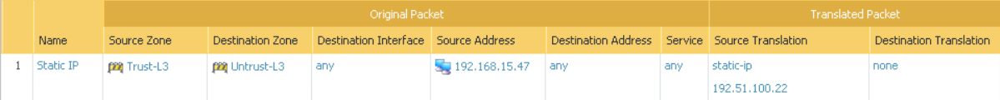 Original Packet Translated Packet
Name Source Zone Destination Zone Destination Interface Source Address Destination Address Service Source Translation Destination Translation
1 Static IP Trust-L3 Untrust-L3 any 192.168.15.47 any any static-ip none
192.51.100.22